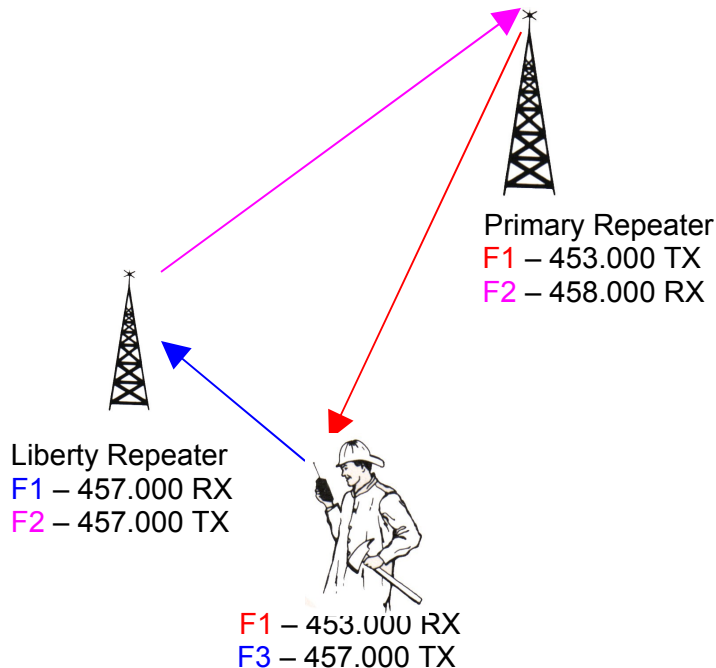 Primary Repeater
F1 – 453.000 TX
F2 – 458.000 RX
Liberty Repeater
F1 – 457.000 RX
F2 – 457.000 TX
F1 – 453.000 RX
F3 – 457.000 TX